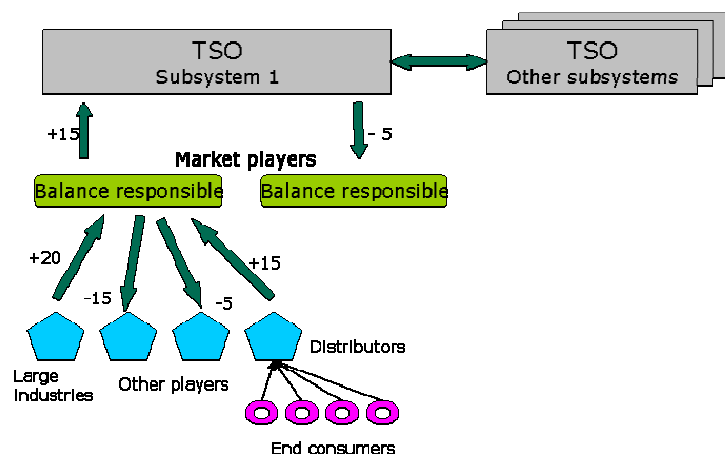 TSO
Subsystem 1
TSO
Other subsystems
+15
- 5
Market players
Balance responsible
Balance responsible
+20
-15
-5
+15
Distributors
Large
Industries
Other players
End consumers